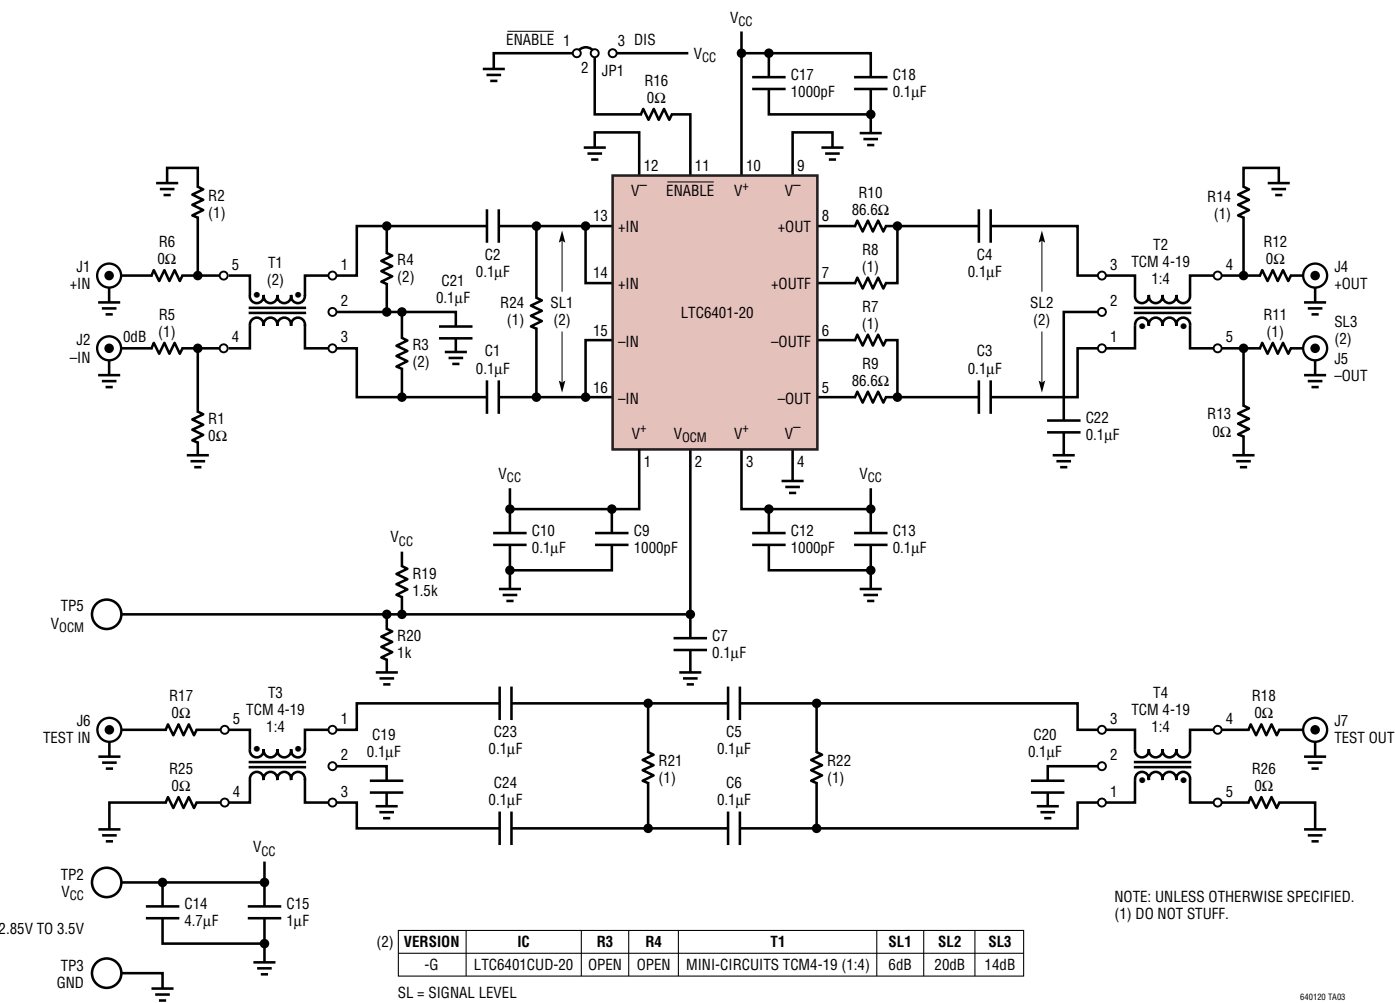 VCC
ENABLE 1
3 DIS
VCC
2
JP1
R16
0Ω
C17
1000pF
C18
0.1µF
12
11
10
9
V–
ENABLE
V+
V–
R2
(1)
R6
0Ω
J1
+IN
5
T1
(2)
1
R4
(2)
C21
0.1µF
2
C2
0.1µF
R24
(1)
SL1
(2)
13
+IN
14
+IN
15
–IN
16
–IN
LTC6401-20
+OUT
8
+OUTF
7
–OUTF
6
–OUT
5
R10
86.6Ω
R8
(1)
R7
(1)
R9
86.6Ω
C4
0.1µF
SL2
(2)
C3
0.1µF
T2
TCM 4-19
1:4
3
2
1
4
5
R14
(1)
R12
0Ω
J4
+OUT
R11
(1)
SL3
(2)
J5
–OUT
R13
0Ω
C22
0.1µF
J2
–IN
0dB
R5
(1)
4
3
R3
(2)
C1
0.1µF
R1
0Ω
V+
VOCM
V+
V–
1
2
3
4
VCC
C10
0.1µF
C9
1000pF
VCC
C12
1000pF
C13
0.1µF
VCC
R19
1.5k
TP5
VOCM
R20
1k
C7
0.1µF
J6
TEST IN
R17
0Ω
5
T3
TCM 4-19
1:4
1
2
3
4
R25
0Ω
C19
0.1µF
C23
0.1µF
C24
0.1µF
R21
(1)
C5
0.1µF
C6
0.1µF
R22
(1)
C20
0.1µF
3
2
1
T4
TCM 4-19
1:4
4
5
R18
0Ω
J7
TEST OUT
R26
0Ω
TP2
VCC
2.85V TO 3.5V
VCC
C14
4.7µF
C15
1µF
TP3
GND
NOTE: UNLESS OTHERWISE SPECIFIED.
(1) DO NOT STUFF.
(2) VERSION IC R3 R4 T1 SL1 SL2 SL3
-G LTC6401CUD-20 OPEN OPEN MINI-CIRCUITS TCM4-19 (1:4) 6dB 20dB 14dB
SL = SIGNAL LEVEL
640120 TA03